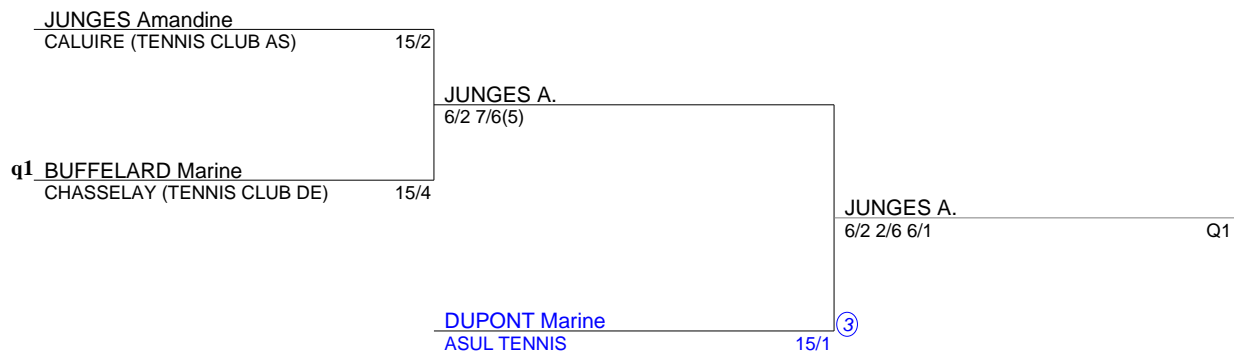 JUNGES Amandine
CALUIRE (TENNIS CLUB AS) 15/2
JUNGES A.
6/2 7/6(5)
q1 BUFFELARD Marine
CHASSELAY (TENNIS CLUB DE) 15/4
JUNGES A.
6/2 2/6 6/1 Q1
DUPONT Marine 3
ASUL TENNIS 15/1